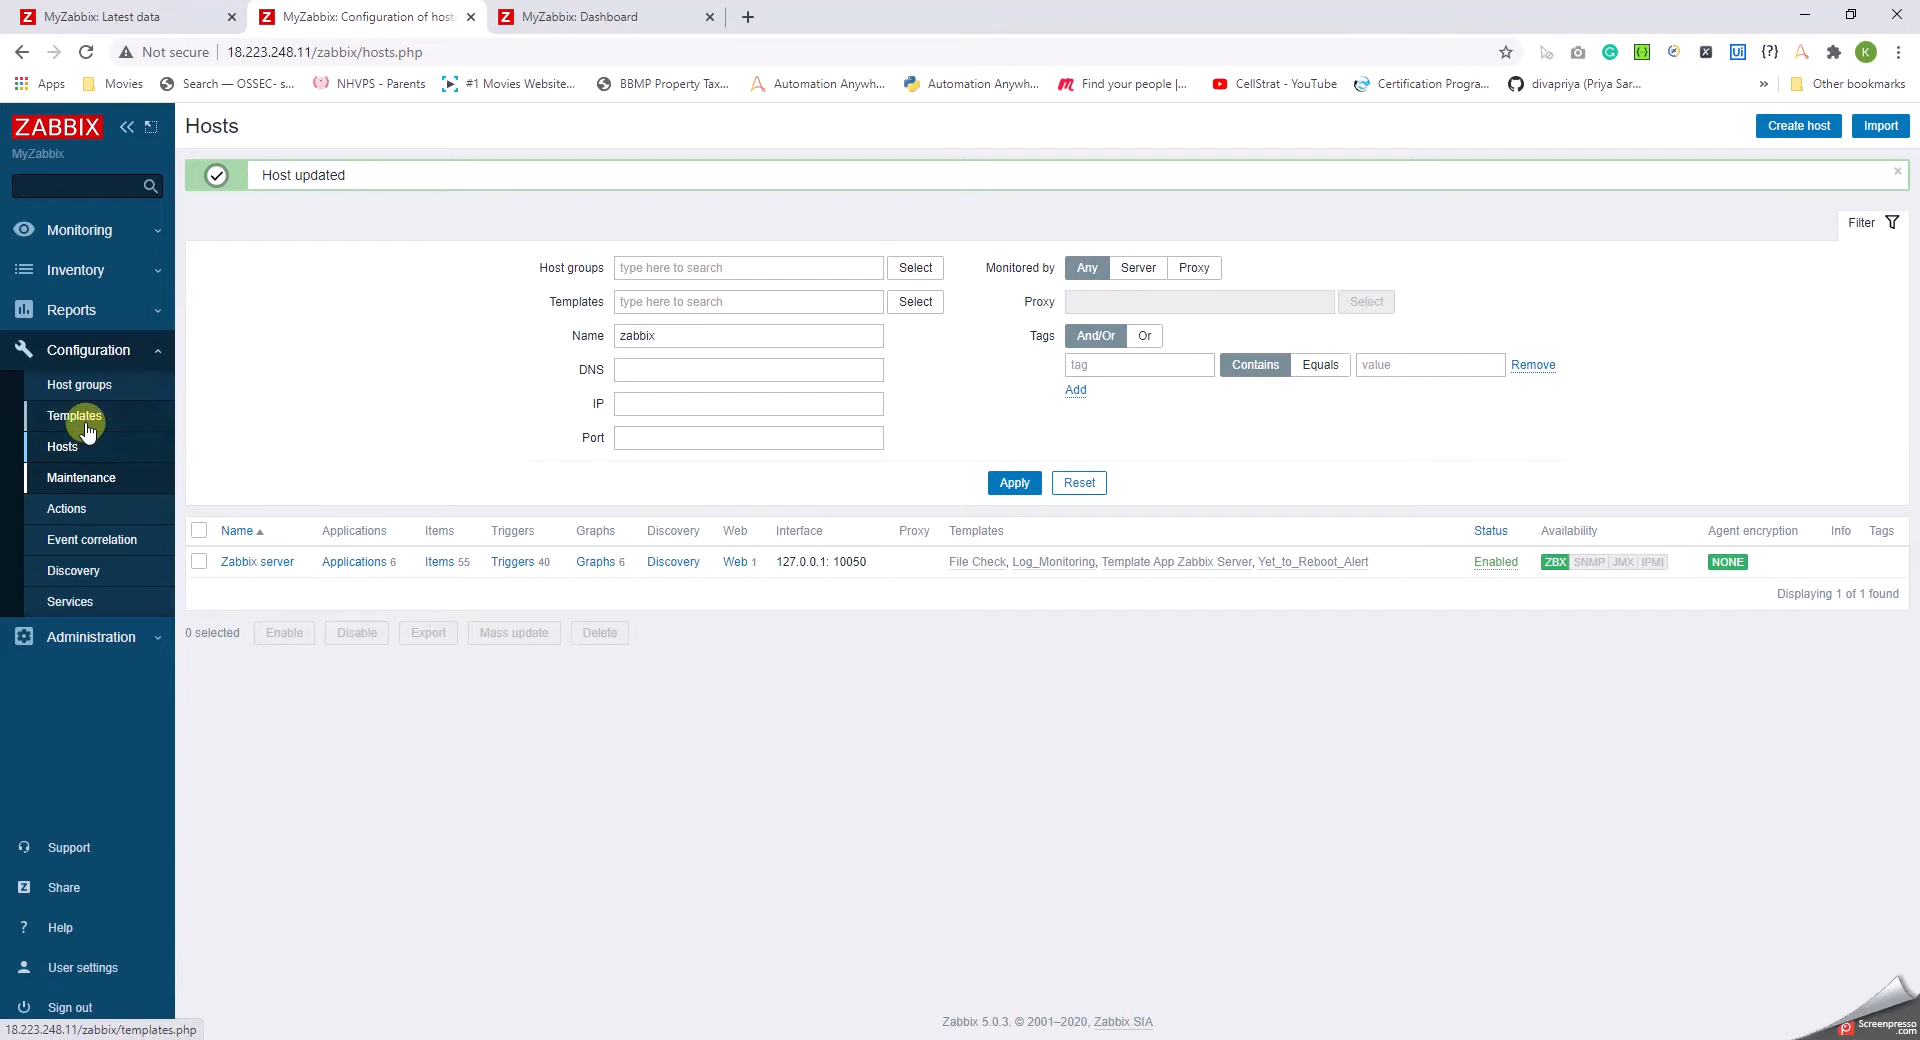 MyZabbix: Latest data
MyZabbix: Configuration of host
MyZabbix: Dashboard
Not secure
18.223.248.11/zabbix/hosts.php
Apps
Movies
Search — OSSEC- s...
NHVPS - Parents
#1 Movies Website...
BBMP Property Tax...
Automation Anywh...
Automation Anywh...
Find your people |...
CellStrat - YouTube
Certification Progra...
divapriya (Priya Sar...
»
Other bookmarks
ZABBIX
MyZabbix
Monitoring
Inventory
Reports
Configuration
Host groups
Templates
Hosts
Maintenance
Actions
Event correlation
Discovery
Services
Administration
Support
Share
Help
User settings
Sign out
18.223.248.11/zabbix/templates.php
Hosts
Create host
Import
Host updated
Filter
Host groups type here to search Select
Templates type here to search Select
Name zabbix
DNS
IP
Port
Monitored by Any Server Proxy
Proxy Select
Tags And/Or Or
tag Contains Equals value Remove
Add
Apply Reset
Name Applications Items Triggers Graphs Discovery Web Interface Proxy Templates Status Availability Agent encryption Info Tags
Zabbix server Applications 6 Items 55 Triggers 40 Graphs 6 Discovery Web 1 127.0.0.1: 10050 File Check, Log_Monitoring, Template App Zabbix Server, Yet_to_Reboot_Alert Enabled ZBX SNMP JMX IPMI NONE
Displaying 1 of 1 found
0 selected Enable Disable Export Mass update Delete
Zabbix 5.0.3. © 2001–2020, Zabbix SIA
Screenpresso
.com